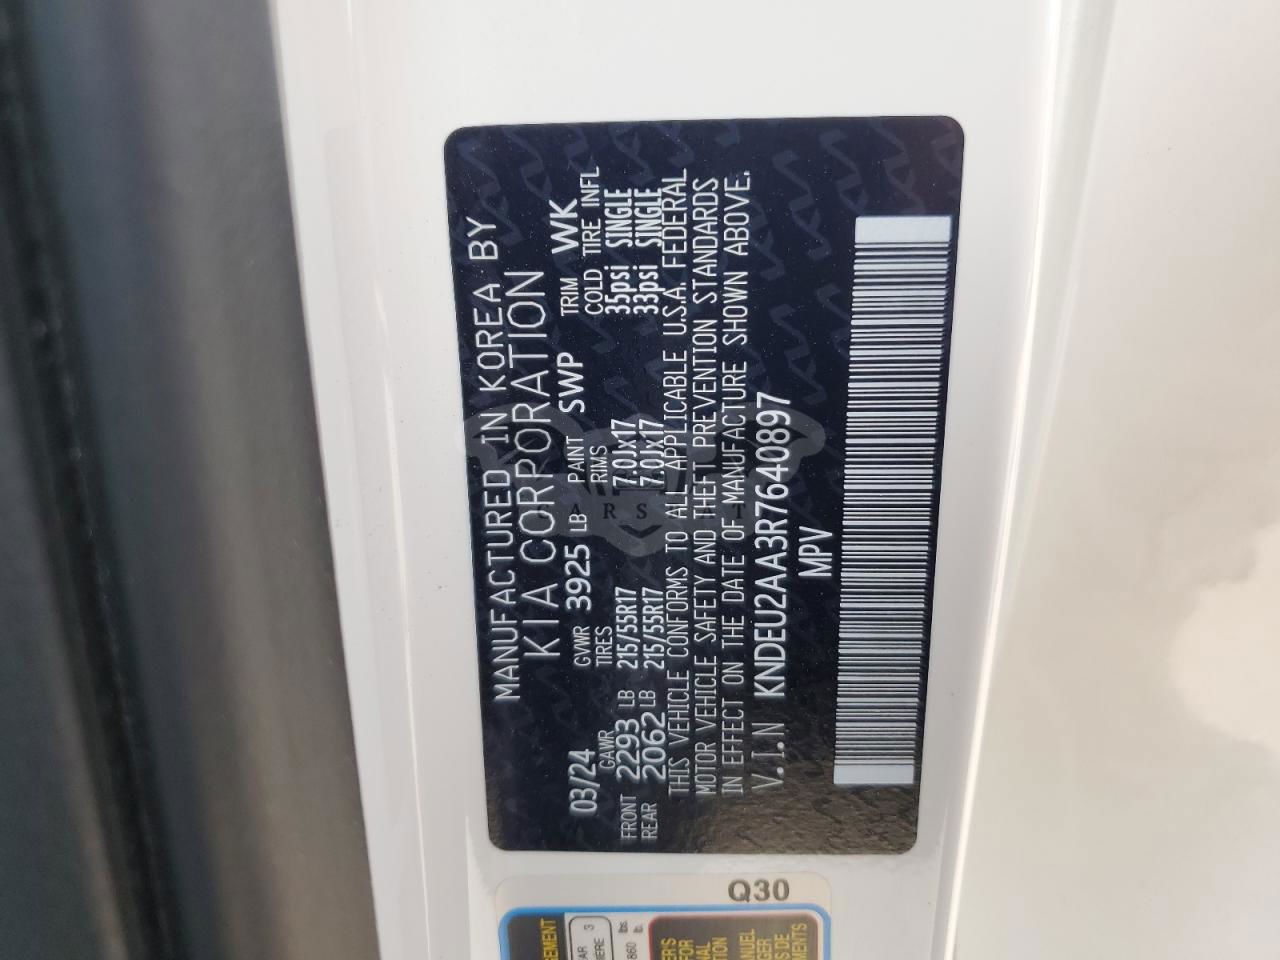 MANUFACTURED IN KOREA BY
KIA CORPORATION
03/24 GVWR 3925 LB PAINT SWP TRIM WK
GAWR TIRES RIMS COLD TIRE INFL
FRONT 2293 LB 215/55R17 7.0JX17 35psi SINGLE
REAR 2062 LB 215/55R17 7.0JX17 33psi SINGLE
THIS VEHICLE CONFORMS TO ALL APPLICABLE U.S.A. FEDERAL
MOTOR VEHICLE SAFETY AND THEFT PREVENTION STANDARDS
IN EFFECT ON THE DATE OF MANUFACTURE SHOWN ABOVE.
V.I.N KNDEU2AA3R7640897
MPV
Q30